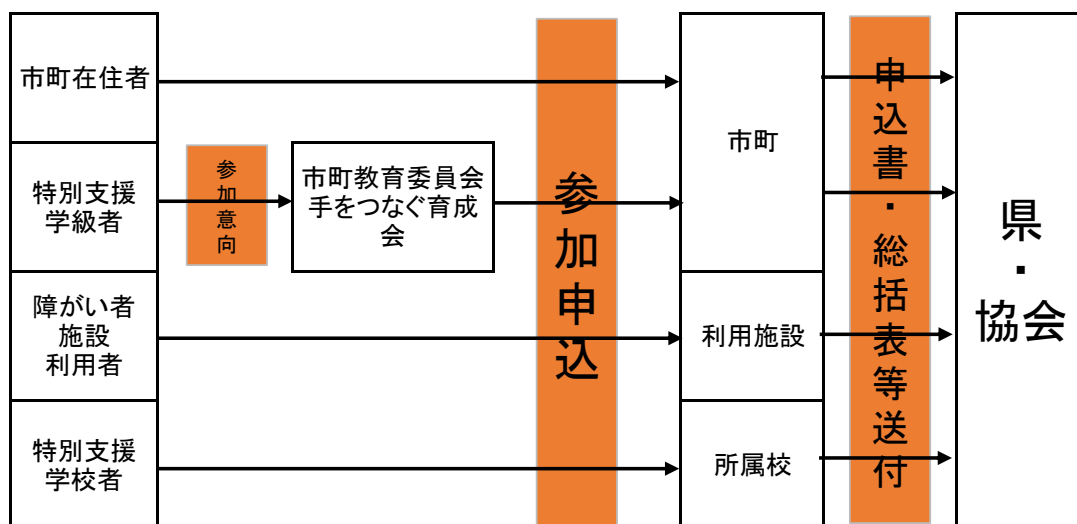 市町在住者
特別支援
学級者
障がい者
施設
利用者
特別支援
学校者
参加意向
市町教育委員会
手をつなぐ育成
会
参加申込
市町
利用施設
所属校
申込書・総括表等送付
県
・
協会